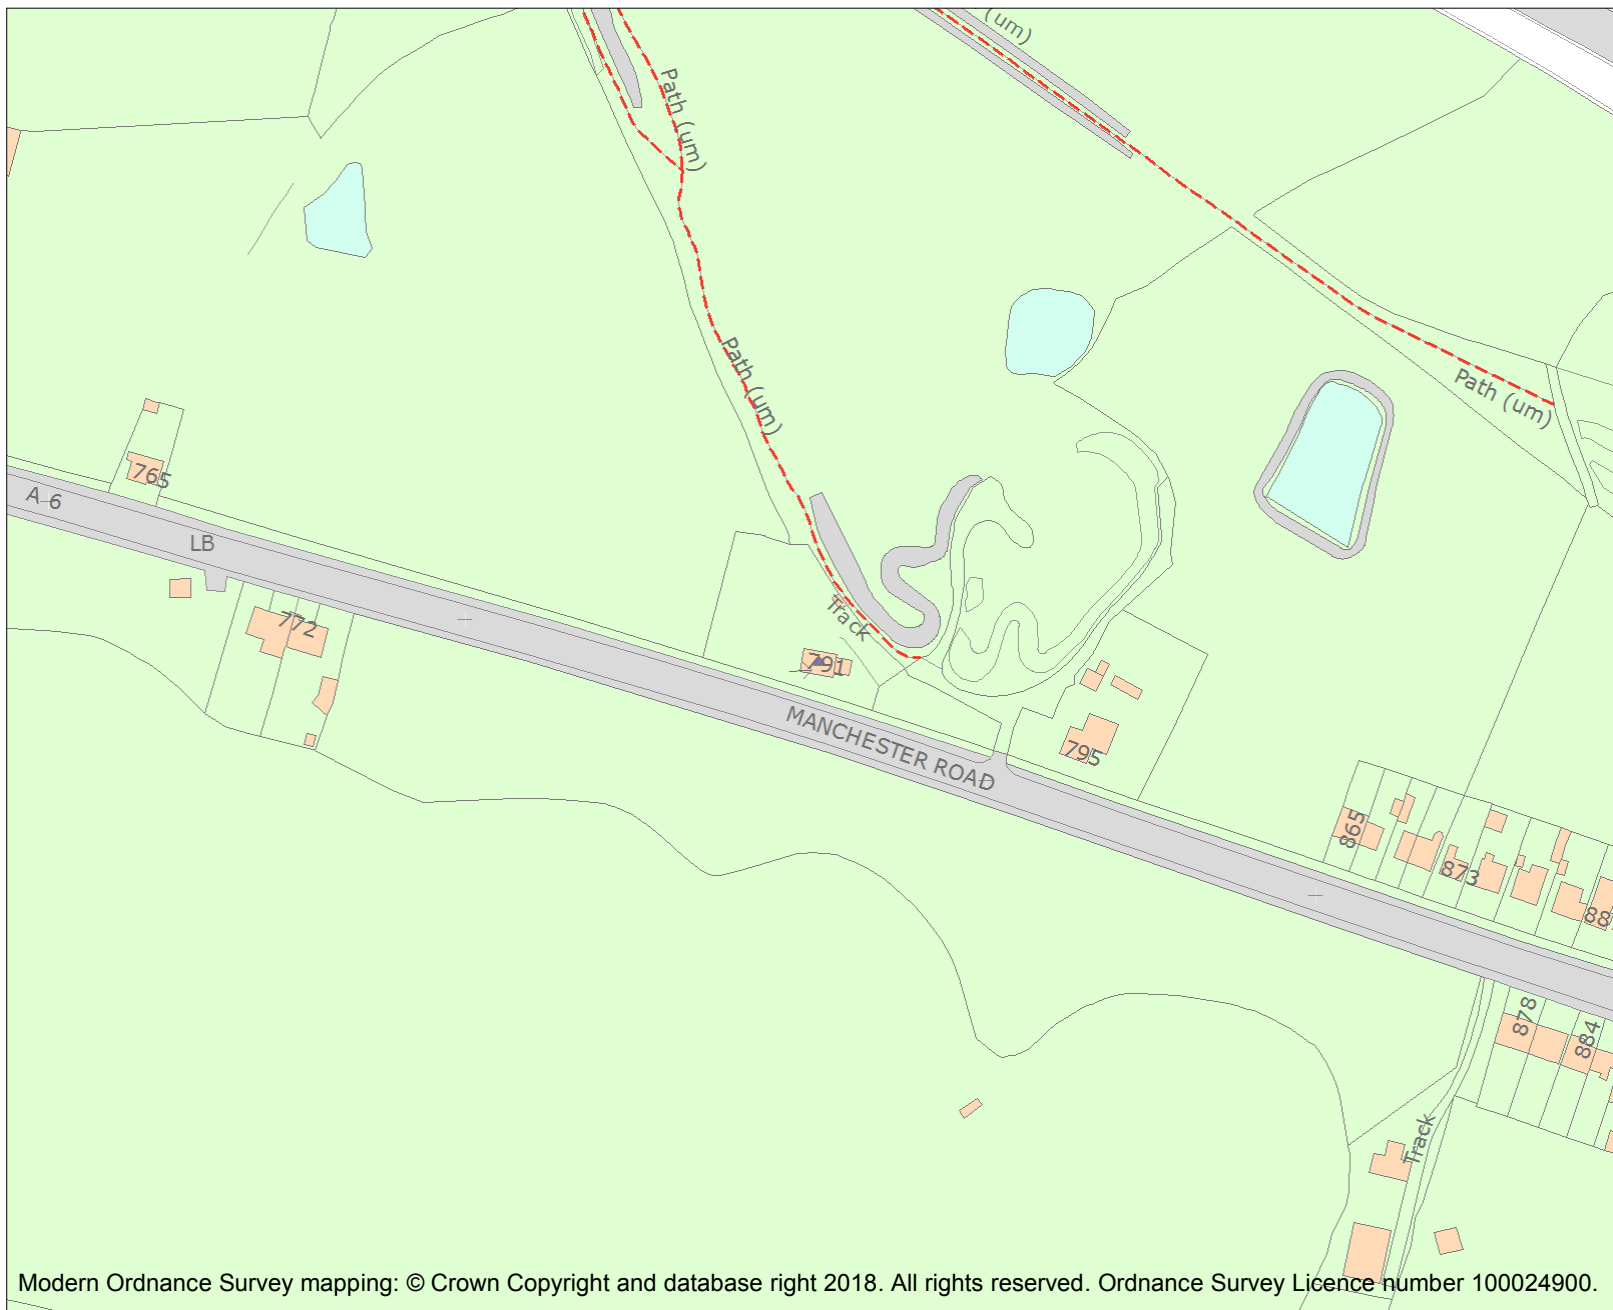 (um)
Path (um)
Path (um)
Path (um)
765
A 6
LB
772
Track
791
MANCHESTER ROAD
795
865
873
88
878
884
Track
Modern Ordnance Survey mapping: © Crown Copyright and database right 2018. All rights reserved. Ordnance Survey Licence number 100024900.